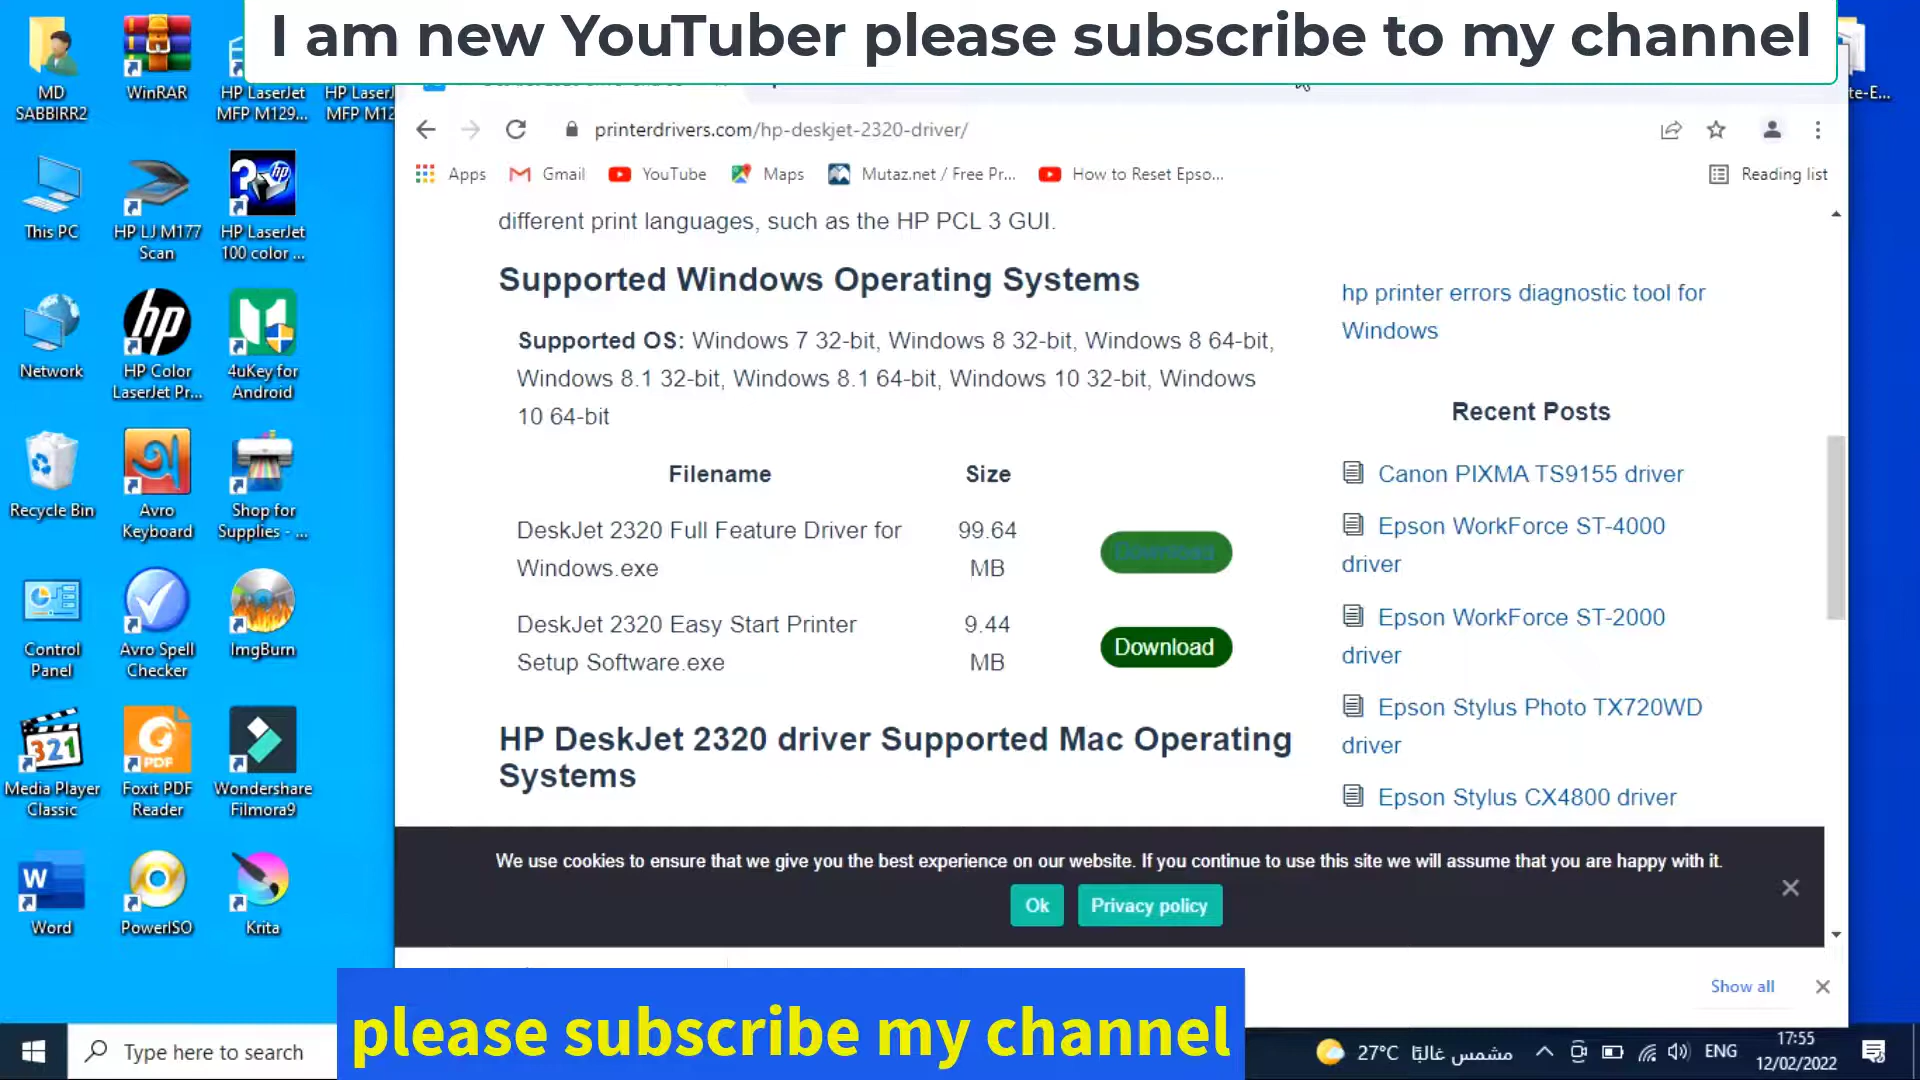 I am new YouTuber please subscribe to my channel
MD
SABBIRR2
WinRAR
HP LaserJet
MFP M129...
HP LaserJ
MFP M12
te-E...
printerdrivers.com/hp-deskjet-2320-driver/
Apps
Gmail
YouTube
Maps
Mutaz.net / Free Pr...
How to Reset Epso...
Reading list
This PC
HP LJ M177
Scan
HP LaserJet
100 color ...
Network
HP Color
LaserJet Pr...
4uKey for
Android
Recycle Bin
Avro
Keyboard
Shop for
Supplies - ...
Control
Panel
Avro Spell
Checker
ImgBurn
Media Player
Classic
Foxit PDF
Reader
Wondershare
Filmora9
Word
PowerISO
Krita
different print languages, such as the HP PCL 3 GUI.
Supported Windows Operating Systems
Supported OS: Windows 7 32-bit, Windows 8 32-bit, Windows 8 64-bit,
Windows 8.1 32-bit, Windows 8.1 64-bit, Windows 10 32-bit, Windows
10 64-bit
Filename
Size
DeskJet 2320 Full Feature Driver for
Windows.exe
99.64
MB
Download
DeskJet 2320 Easy Start Printer
Setup Software.exe
9.44
MB
Download
HP DeskJet 2320 driver Supported Mac Operating
Systems
hp printer errors diagnostic tool for
Windows
Recent Posts
Canon PIXMA TS9155 driver
Epson WorkForce ST-4000
driver
Epson WorkForce ST-2000
driver
Epson Stylus Photo TX720WD
driver
Epson Stylus CX4800 driver
We use cookies to ensure that we give you the best experience on our website. If you continue to use this site we will assume that you are happy with it.
Ok
Privacy policy
Show all
please subscribe my channel
Type here to search
27°C مشمس غالبًا
ENG
17:55
12/02/2022